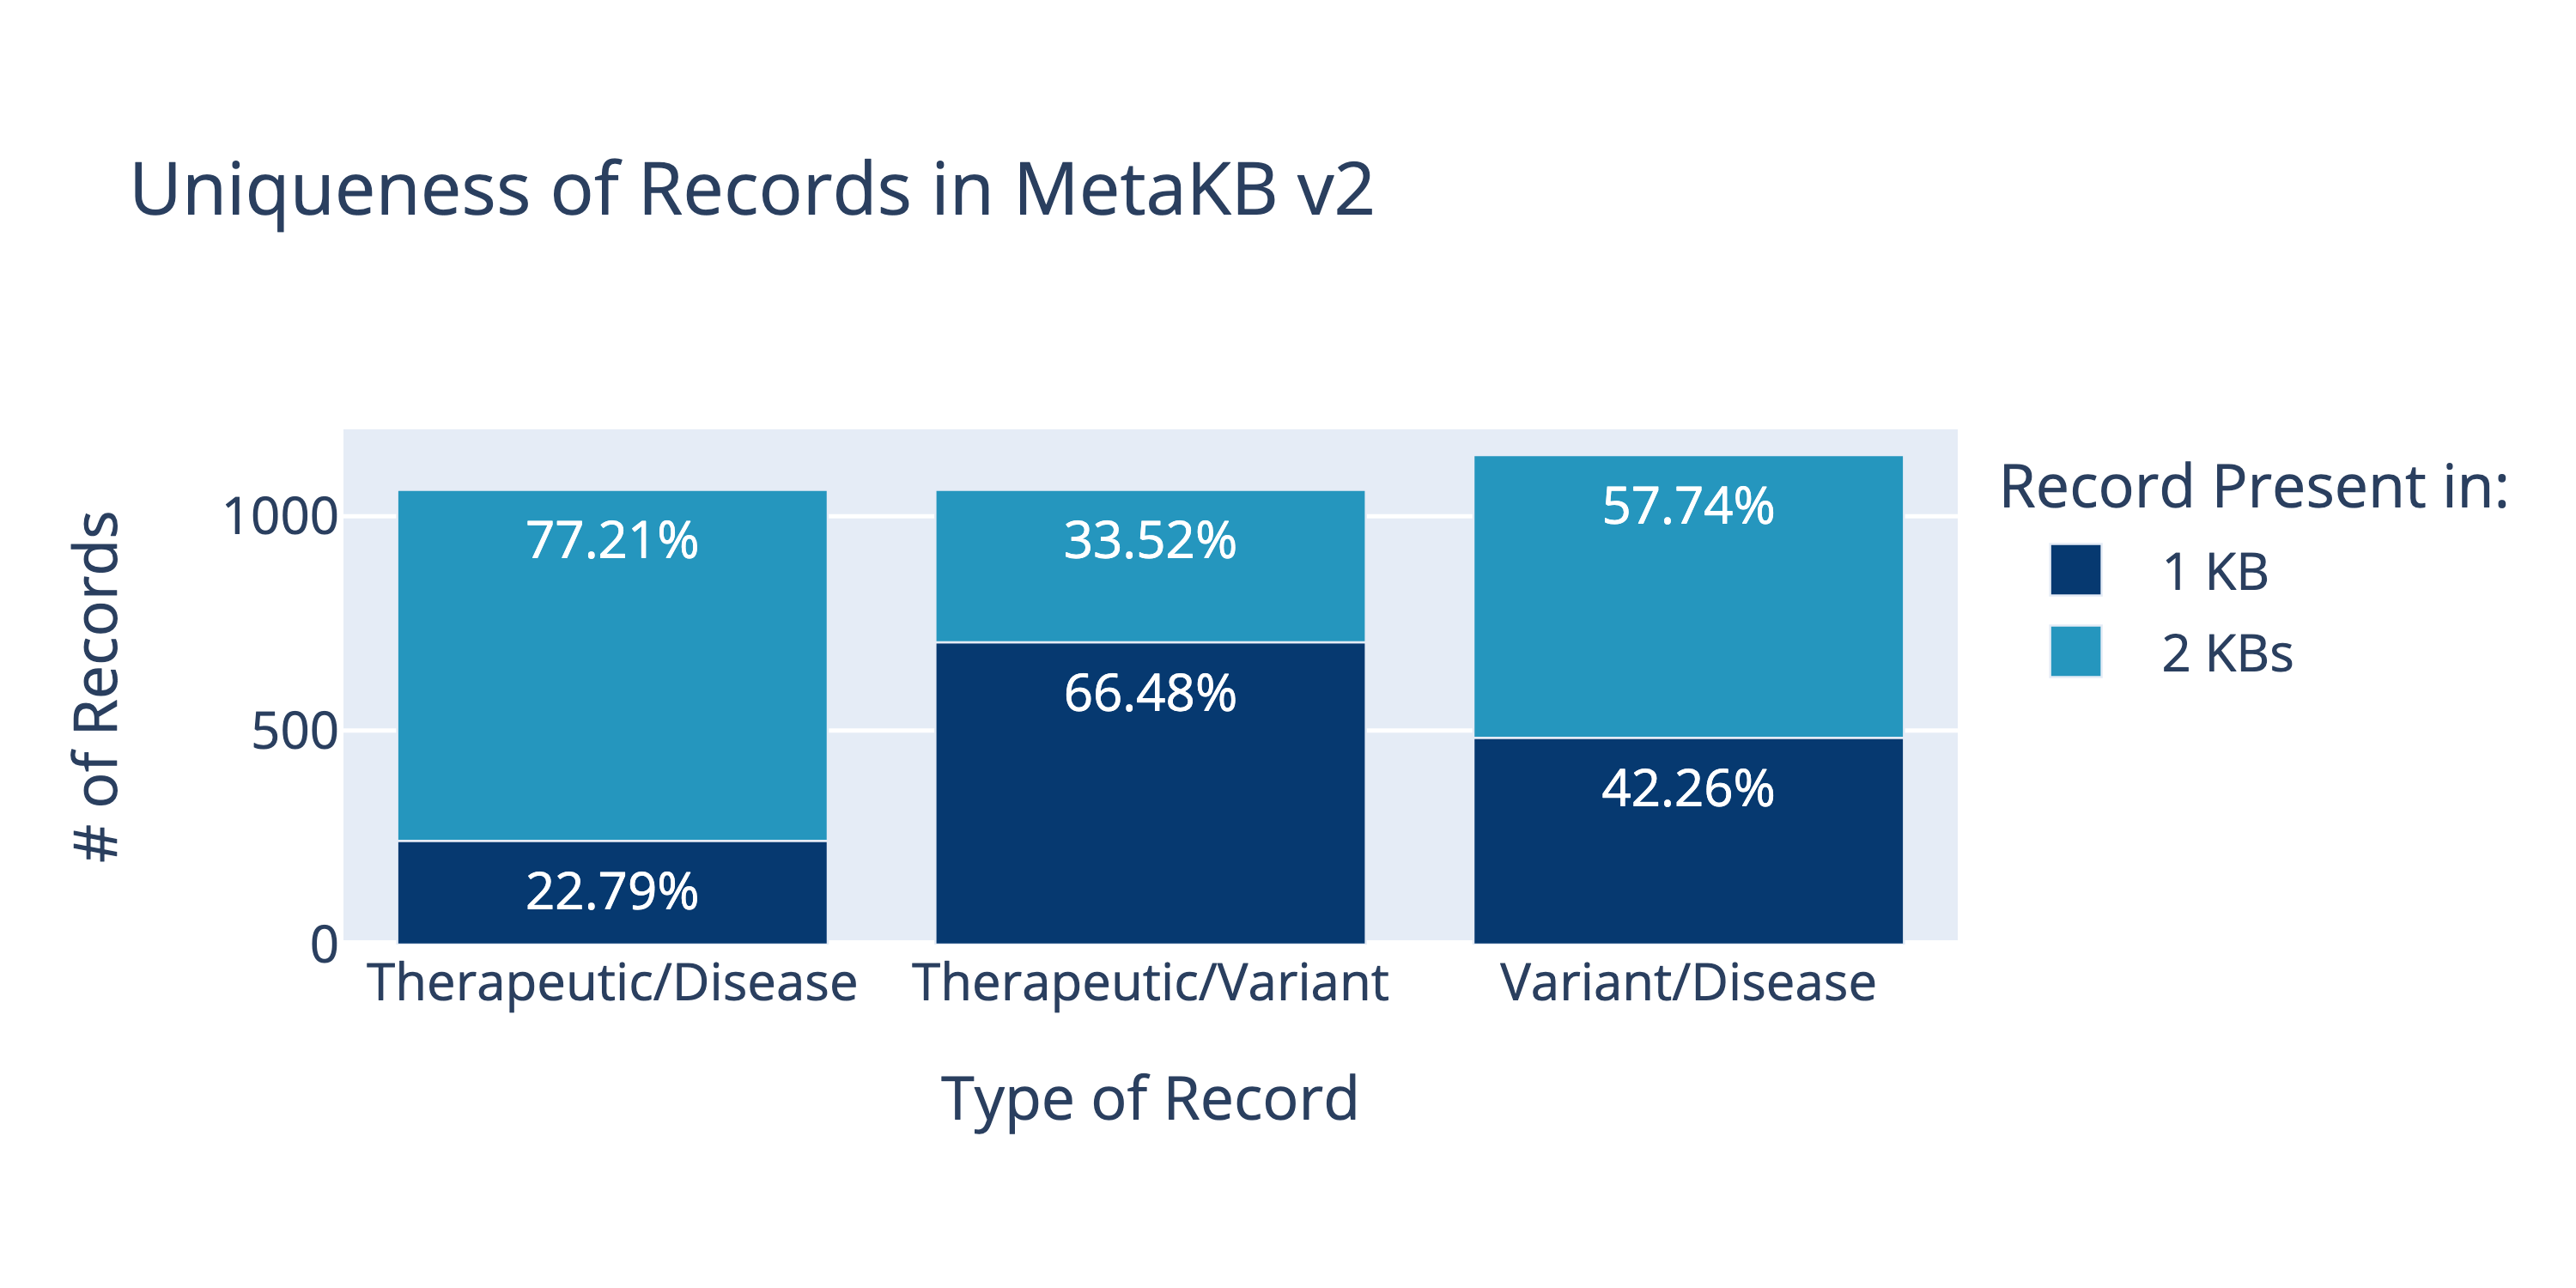 Uniqueness of Records in MetaKB v2
# of Records
1000
500
0
77.21%
22.79%
33.52%
66.48%
57.74%
42.26%
Therapeutic/Disease
Therapeutic/Variant
Variant/Disease
Type of Record
Record Present in:
1 KB
2 KBs